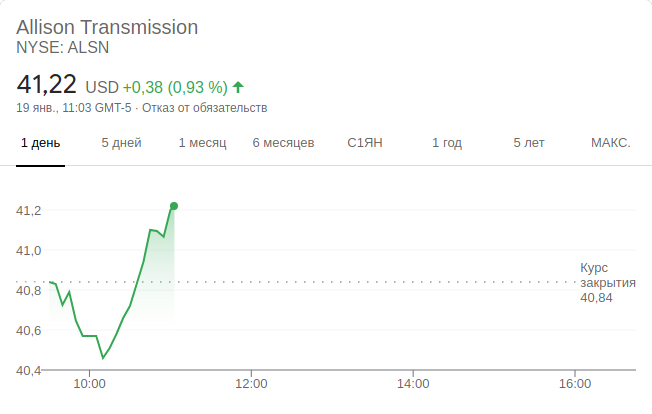 Allison Transmission
NYSE: ALSN
41,22 USD +0,38 (0,93 %)
19 янв., 11:03 GMT-5 · Отказ от обязательств
1 день 5 дней 1 месяц 6 месяцев С1ЯН 1 год 5 лет МАКС.
41,2
41,0
40,8
40,6
40,4
Курс
закрытия
40,84
10:00 12:00 14:00 16:00